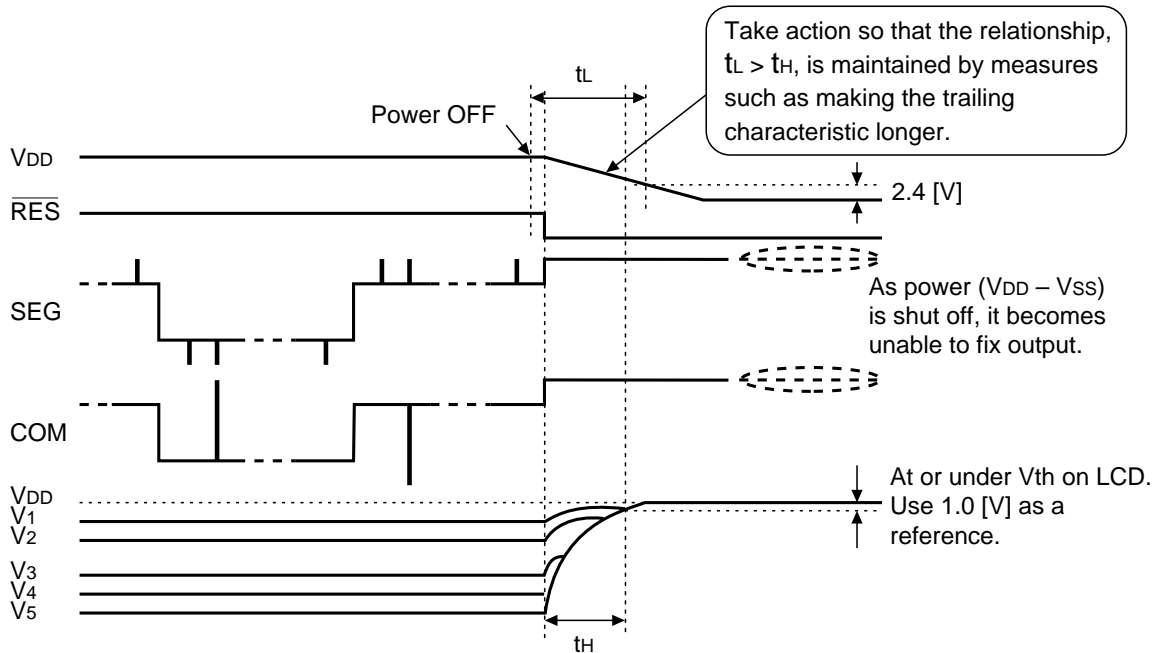 Take action so that the relationship,
tL > tH, is maintained by measures
such as making the trailing
characteristic longer.
tL
Power OFF
VDD
2.4 [V]
RES
SEG
As power (VDD – VSS)
is shut off, it becomes
unable to fix output.
COM
VDD
V1
V2
V3
V4
V5
At or under Vth on LCD.
Use 1.0 [V] as a
reference.
tH